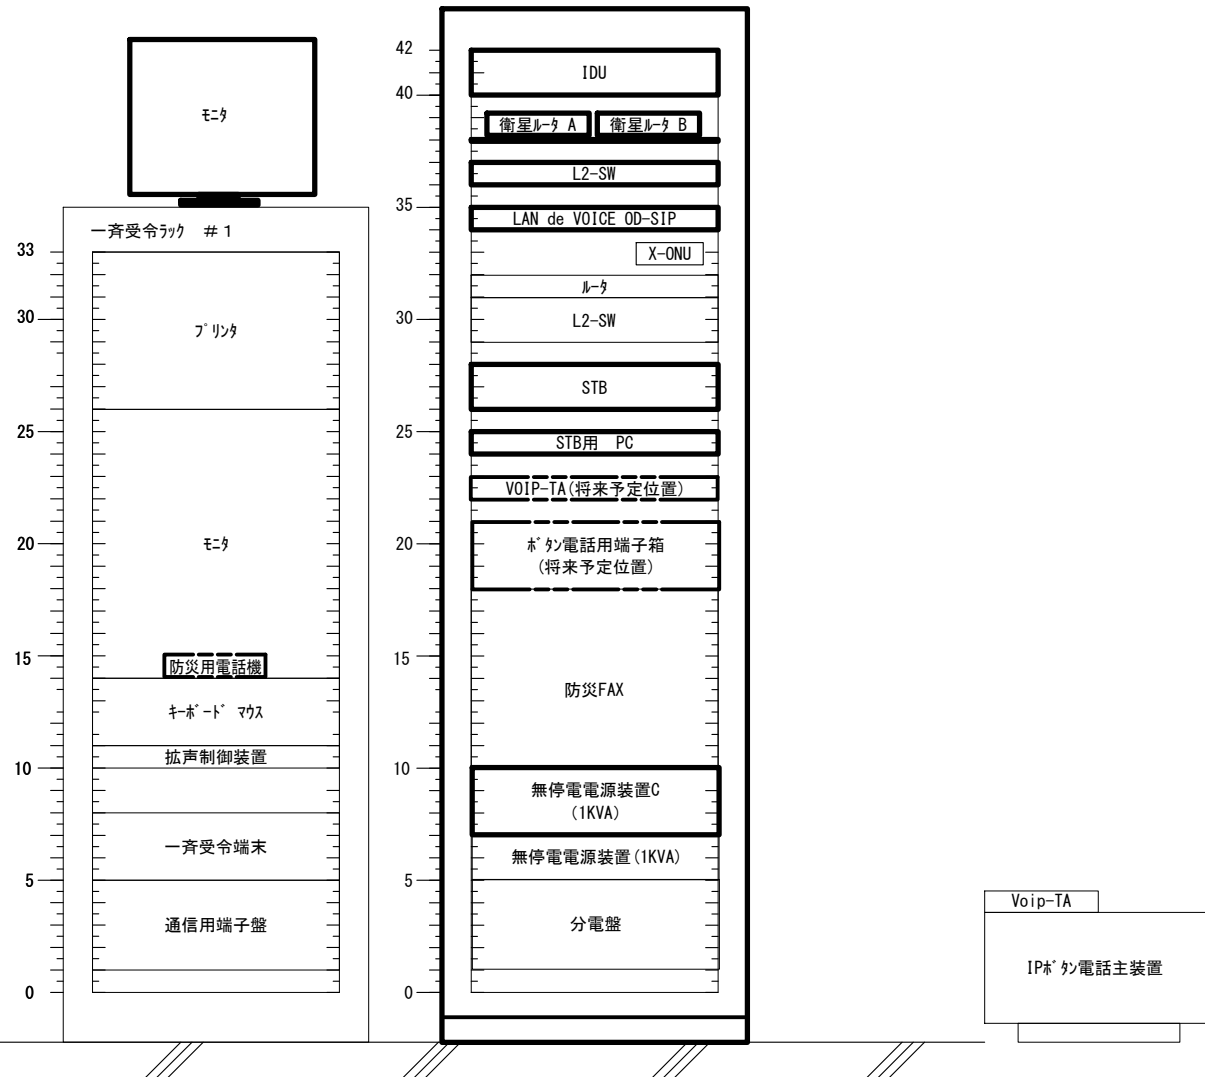 モニタ
一斉受令ラック ＃１
33
30
25
20
15
10
5
0
プリンタ
モニタ
防災用電話機
キーボード マウス
拡声制御装置
一斉受令端末
通信用端子盤
42
40
35
30
25
20
15
10
5
0
IDU
衛星ルータ A
衛星ルータ B
L2-SW
LAN de VOICE OD-SIP
X-ONU
ルータ
L2-SW
STB
STB用　PC
VOIP-TA(将来予定位置)
ボタン電話用端子箱
(将来予定位置)
防災FAX
無停電電源装置C
(1KVA)
無停電電源装置(1KVA)
分電盤
Voip-TA
IPボタン電話主装置